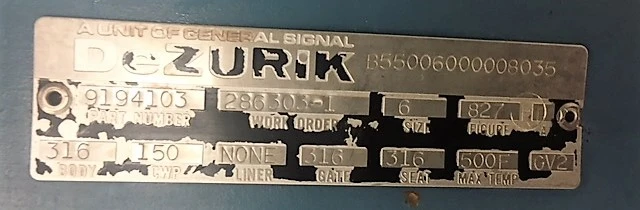 A UNIT OF GENERAL SIGNAL
DeZURIK B55006000008035
9194103 286303-1 6 827
PART NUMBER WORK ORDER SIZE FIGURE
316 150 NONE 316 316 500F GV2
BODY CWP LINER GATE SEAT MAX TEMP